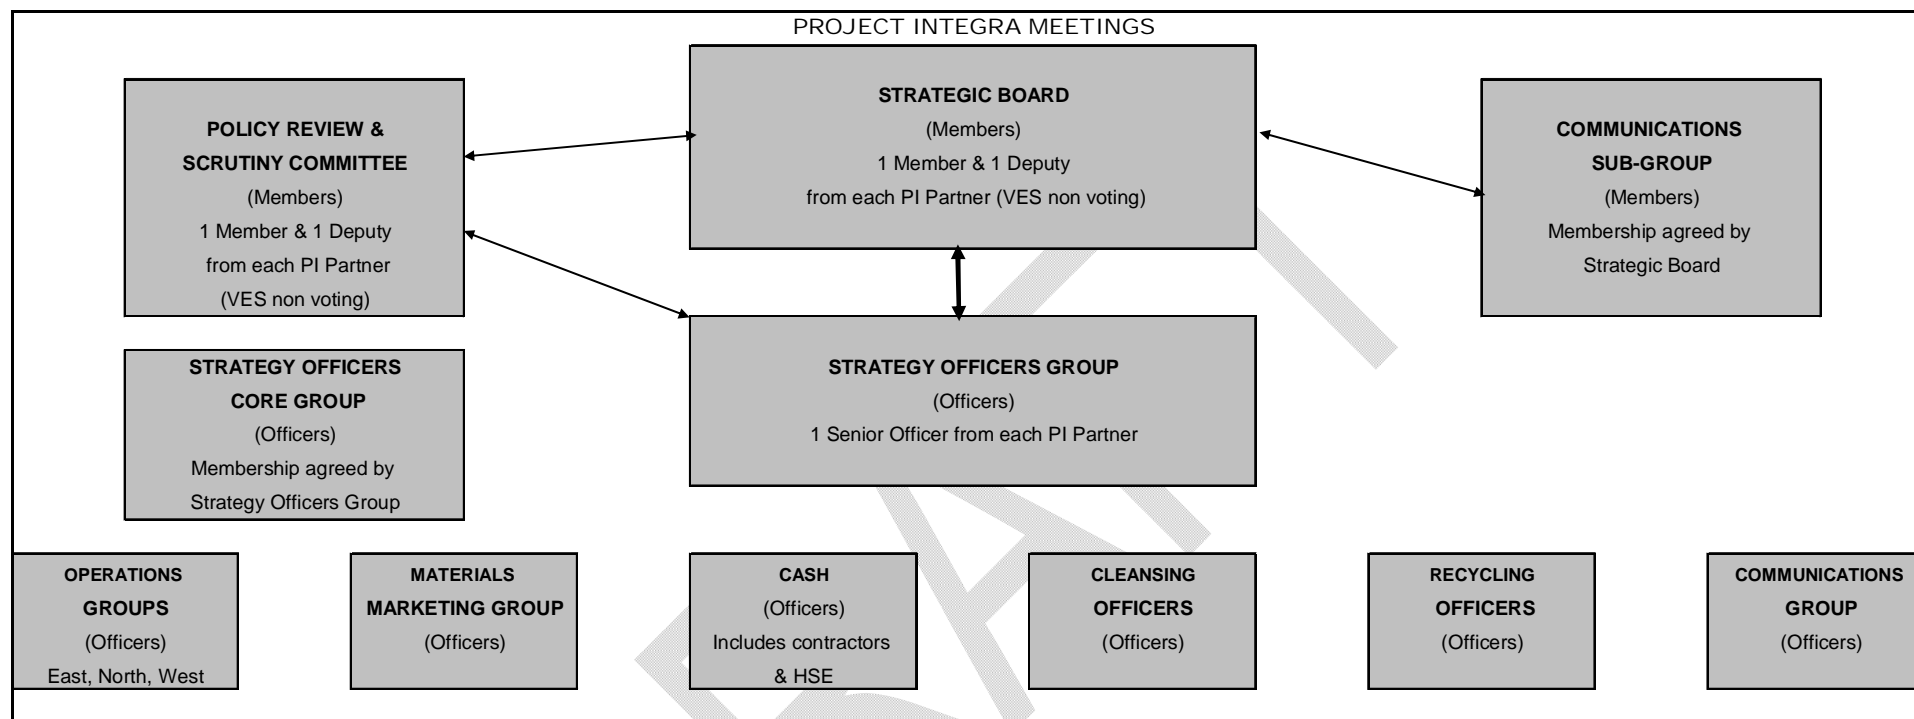 PROJECT INTEGRA MEETINGS
POLICY REVIEW &
SCRUTINY COMMITTEE
(Members)
1 Member & 1 Deputy
from each PI Partner
(VES non voting)
STRATEGIC BOARD
(Members)
1 Member & 1 Deputy
from each PI Partner (VES non voting)
COMMUNICATIONS
SUB-GROUP
(Members)
Membership agreed by
Strategic Board
STRATEGY OFFICERS
CORE GROUP
(Officers)
Membership agreed by
Strategy Officers Group
STRATEGY OFFICERS GROUP
(Officers)
1 Senior Officer from each PI Partner
OPERATIONS
GROUPS
(Officers)
East, North, West
MATERIALS
MARKETING GROUP
(Officers)
CASH
(Officers)
Includes contractors
& HSE
CLEANSING
OFFICERS
(Officers)
RECYCLING
OFFICERS
(Officers)
COMMUNICATIONS
GROUP
(Officers)